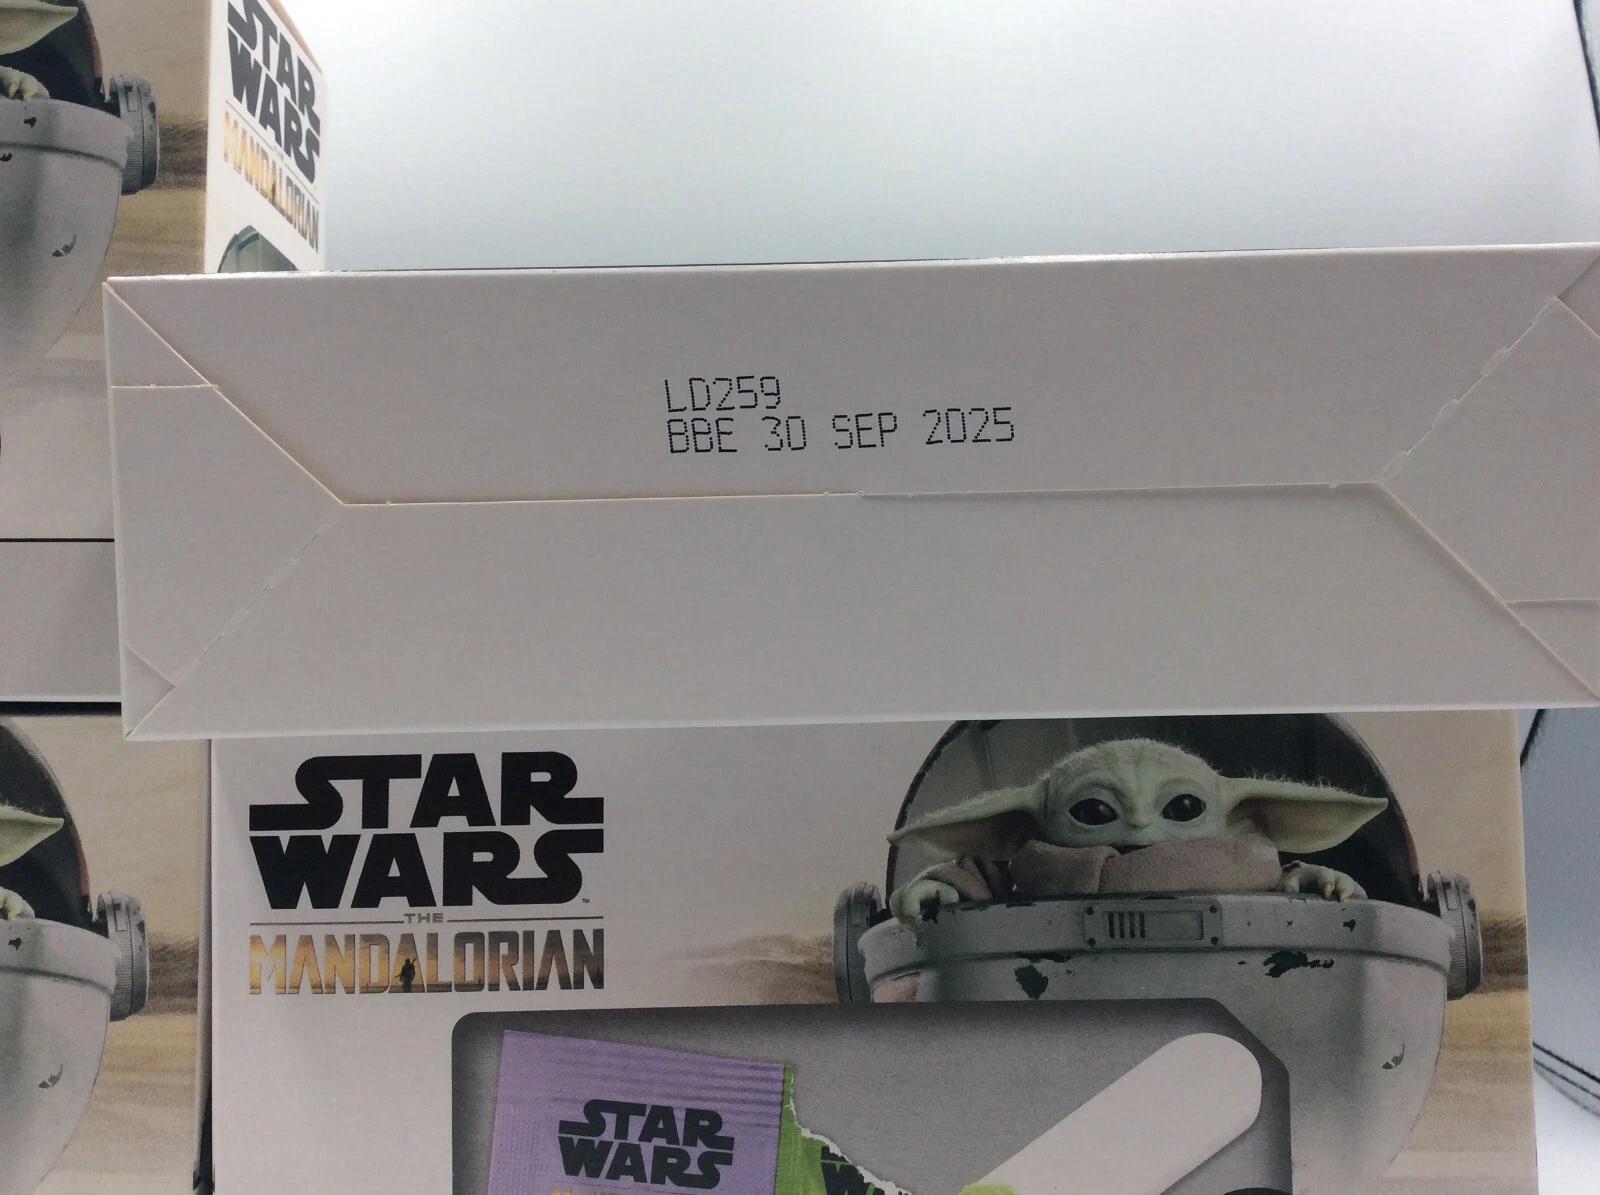 STAR
WARS
MANDALORIAN
LD259
BBE 30 SEP 2025
STAR
WARS
THE
MANDALORIAN
STAR
WARS